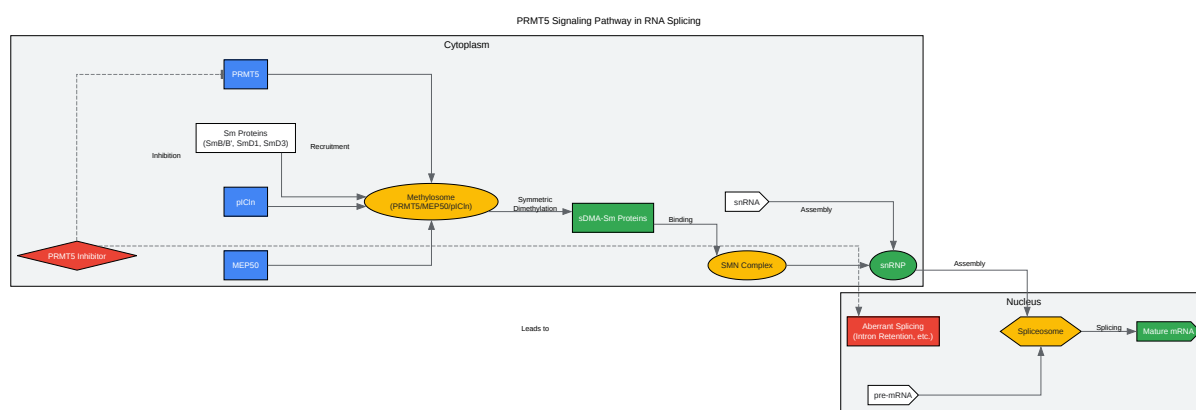 PRMT5 Signaling Pathway in RNA Splicing
Cytoplasm
PRMT5
Sm Proteins
(SmB/B', SmD1, SmD3)
Inhibition
Recruitment
pICln
Methylosome
(PRMT5/MEP50/pICln)
Symmetric
Dimethylation
sDMA-Sm Proteins
Binding
snRNA
Assembly
PRMT5 Inhibitor
MEP50
SMN Complex
snRNP
Assembly
Nucleus
Leads to
Aberrant Splicing
(Intron Retention, etc.)
Spliceosome
Splicing
Mature mRNA
pre-mRNA